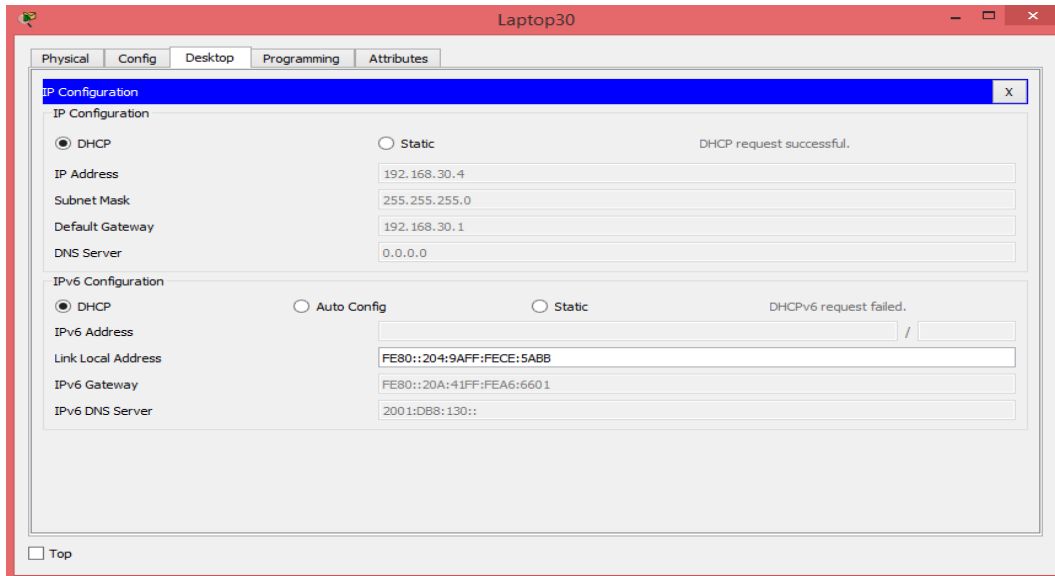 Laptop30
Physical Config Desktop Programming Attributes
IP Configuration X
IP Configuration
DHCP Static DHCP request successful.
IP Address 192.168.30.4
Subnet Mask 255.255.255.0
Default Gateway 192.168.30.1
DNS Server 0.0.0.0
IPv6 Configuration
DHCP Auto Config Static DHCPv6 request failed.
IPv6 Address /
Link Local Address FE80::204:9AFF:FECE:5ABB
IPv6 Gateway FE80::20A:41FF:FEA6:6601
IPv6 DNS Server 2001:DB8:130::
Top